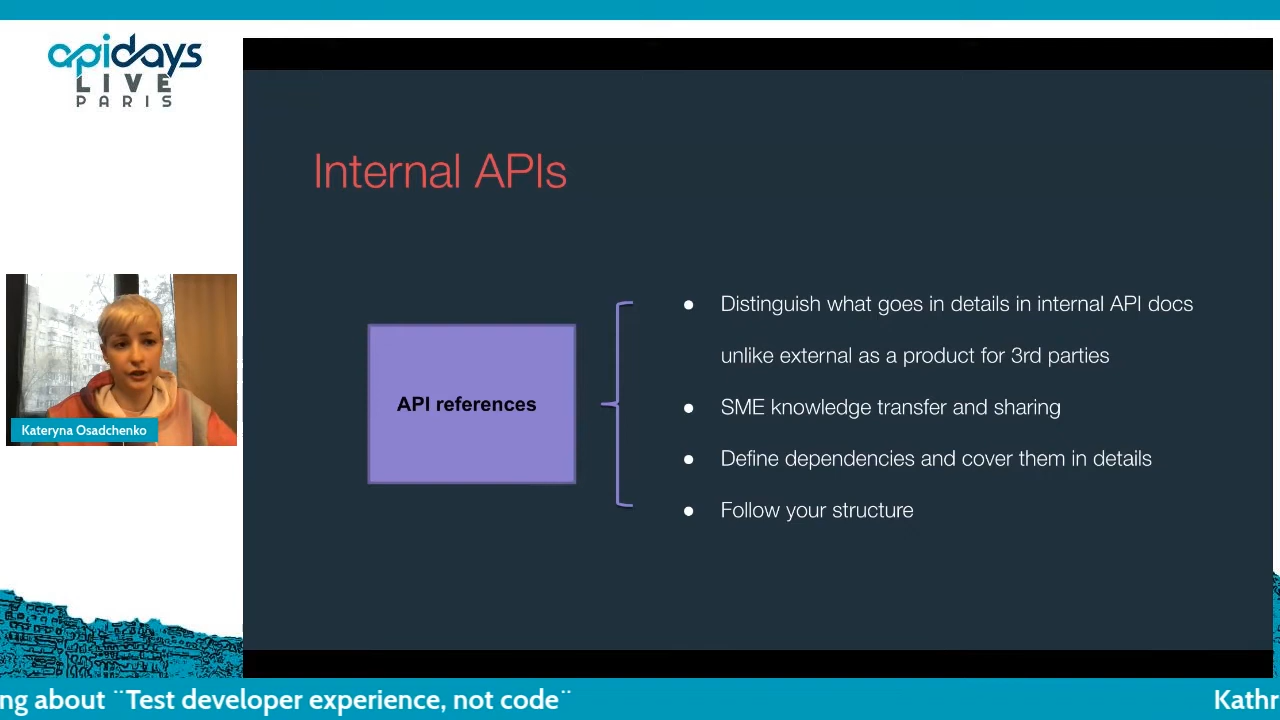 apidays
LIVE
PARIS
Internal APIs
API references
● Distinguish what goes in details in internal API docs
unlike external as a product for 3rd parties
● SME knowledge transfer and sharing
● Define dependencies and cover them in details
● Follow your structure
Kateryna Osadchenko
ng about ¨Test developer experience, not code¨
Kathr